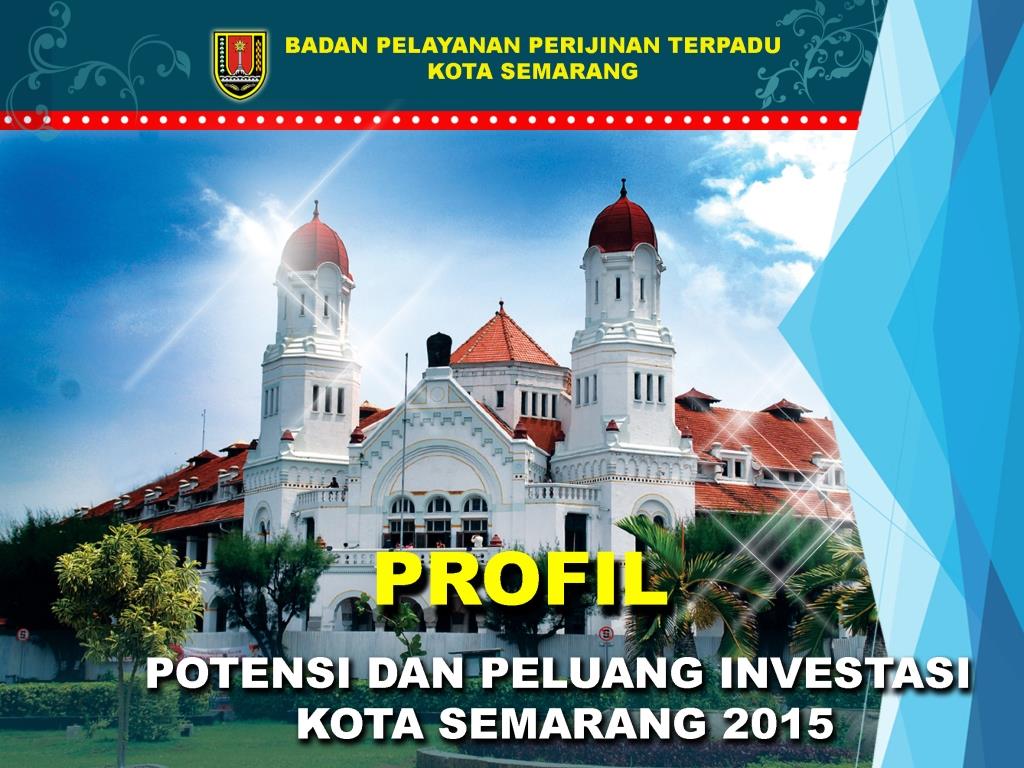 BADAN PELAYANAN PERIJINAN TERPADU
KOTA SEMARANG
PROFIL
POTENSI DAN PELUANG INVESTASI
KOTA SEMARANG 2015